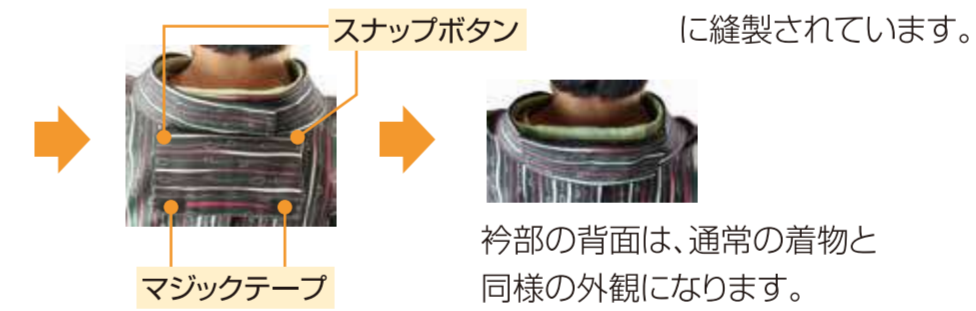 スナップボタン
に縫製されています。
マジックテープ
衿部の背面は、通常の着物と
同様の外観になります。